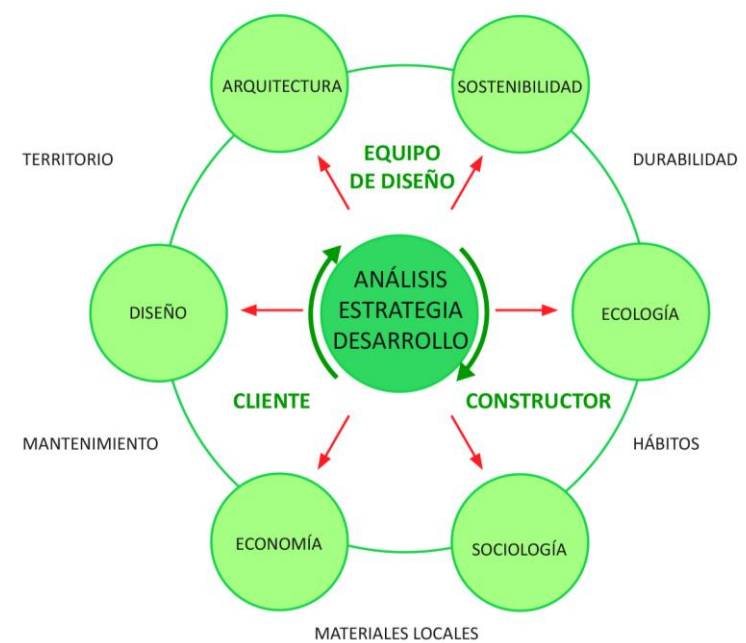 ARQUITECTURA
SOSTENIBILIDAD
TERRITORIO
EQUIPO
DE DISEÑO
DURABILIDAD
ANÁLISIS
ESTRATEGIA
DESARROLLO
DISEÑO
ECOLOGÍA
CLIENTE
CONSTRUCTOR
MANTENIMIENTO
HÁBITOS
ECONOMÍA
SOCIOLOGÍA
MATERIALES LOCALES